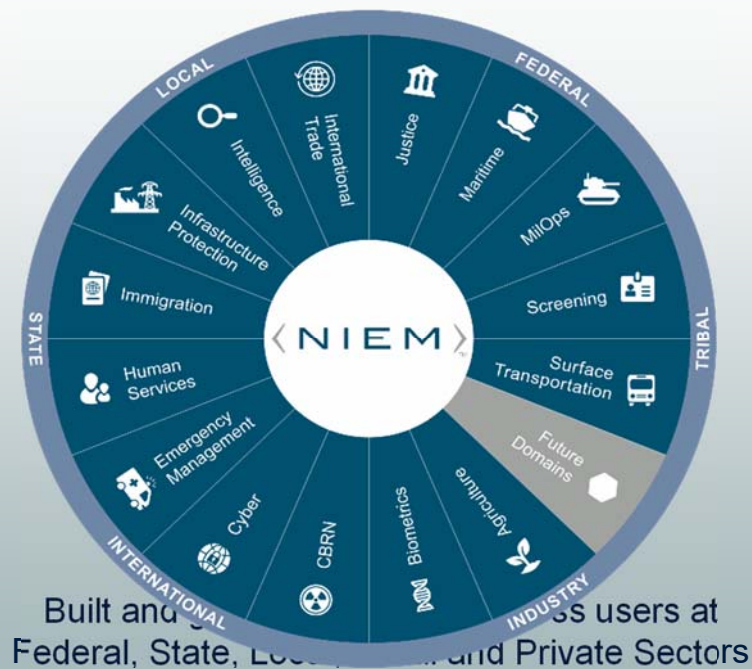 LOCAL
FEDERAL
TRIBAL
INDUSTRY
INTERNATIONAL
STATE
International
Trade
Justice
Maritime
MilOps
Screening
Surface
Transportation
Future
Domains
Agriculture
Biometrics
CBRN
Cyber
Emergency
Management
Human
Services
Immigration
Infrastructure
Protection
Intelligence
NIEM
Built and users at
Federal, State, and Private Sectors